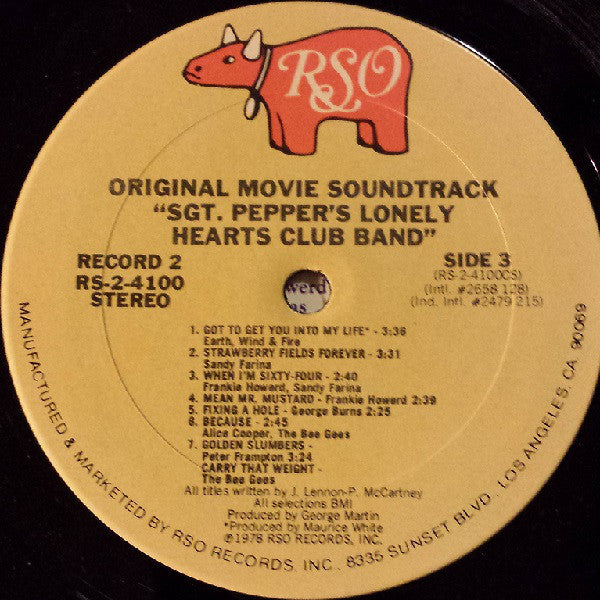 RSO
ORIGINAL MOVIE SOUNDTRACK
"SGT. PEPPER'S LONELY
HEARTS CLUB BAND"
RECORD 2
RS-2-4100
STEREO
SIDE 3
(RS-2-4100CS)
(Intl. #2658 128)
(Ind. Intl. #2479 215)
1. GOT TO GET YOU INTO MY LIFE* - 3:36
Earth, Wind & Fire
2. STRAWBERRY FIELDS FOREVER - 3:31
Sandy Farina
3. WHEN I'M SIXTY-FOUR - 2:40
Frankie Howerd, Sandy Farina
4. MEAN MR. MUSTARD - Frankie Howerd 2:39
5. FIXING A HOLE - George Burns 2:25
6. BECAUSE - 2:45
Alice Cooper, The Bee Gees
7. GOLDEN SLUMBERS -
Peter Frampton 3:24
CARRY THAT WEIGHT -
The Bee Gees
All titles written by J. Lennon-P. McCartney
All selections BMI
Produced by George Martin
*Produced by Maurice White
℗1978 RSO RECORDS, INC.
MANUFACTURED & MARKETED BY RSO RECORDS, INC., 8335 SUNSET BLVD., LOS ANGELES, CA. 90069